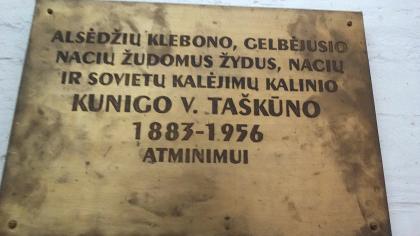 ALSĖDŽIŲ KLEBONO, GELBĖJUSIO
NACIŲ ŽUDOMUS ŽYDUS, NACIŲ
IR SOVIETŲ KALĖJIMŲ KALINIO
KUNIGO V. TAŠKŪNO
1883-1956
ATMINIMUI